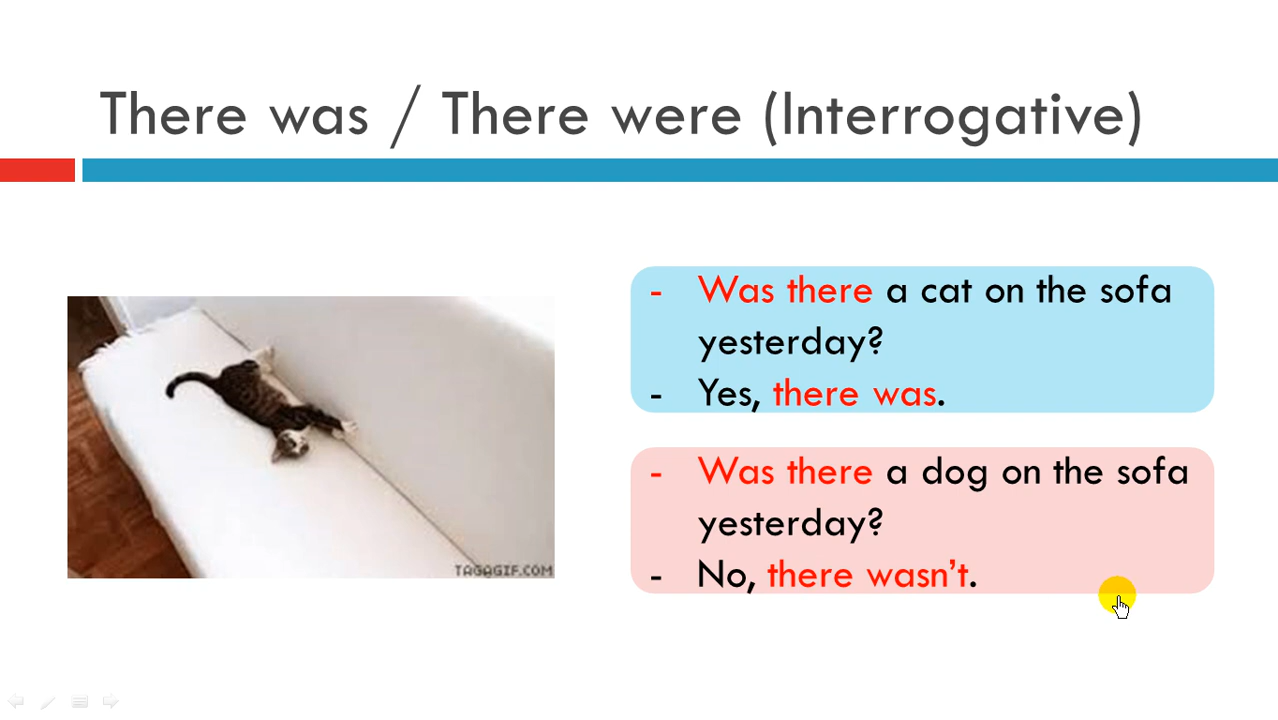 There was / There were (Interrogative)
- Was there a cat on the sofa
yesterday?
- Yes, there was.
- Was there a dog on the sofa
yesterday?
- No, there wasn't.
TAGAGIF.COM